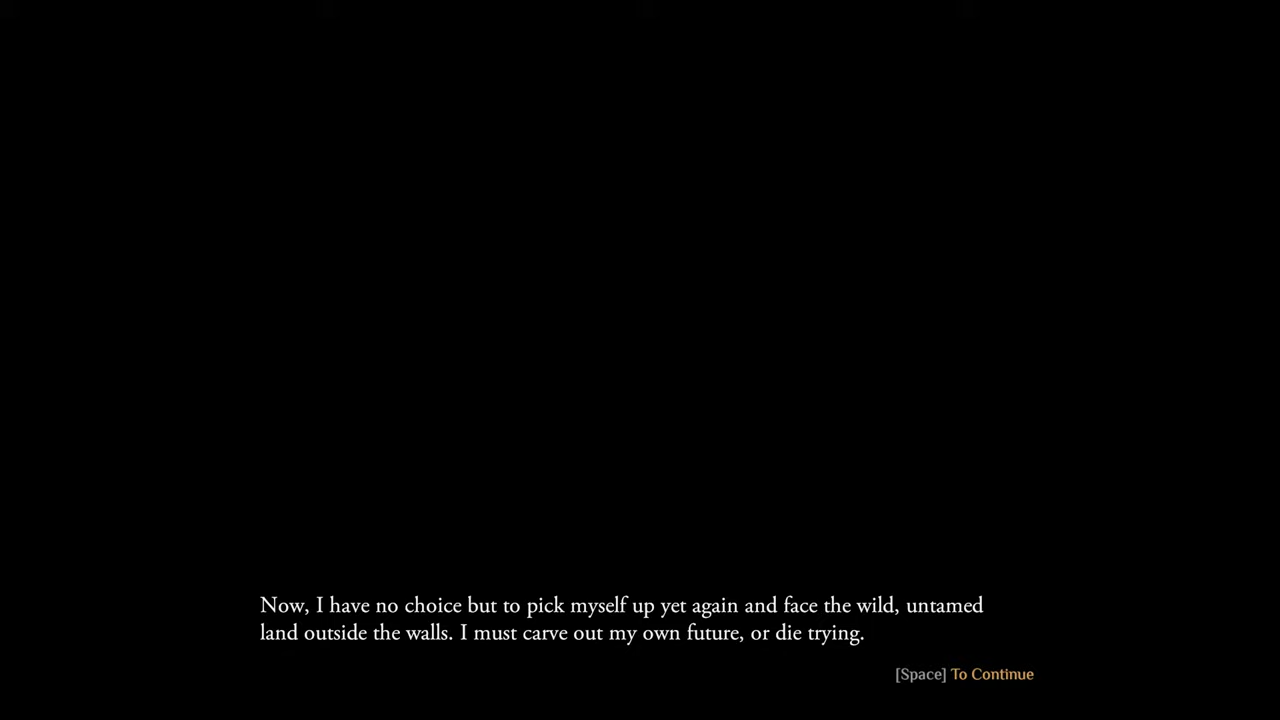 Now, I have no choice but to pick myself up yet again and face the wild, untamed
land outside the walls. I must carve out my own future, or die trying.
[Space] To Continue